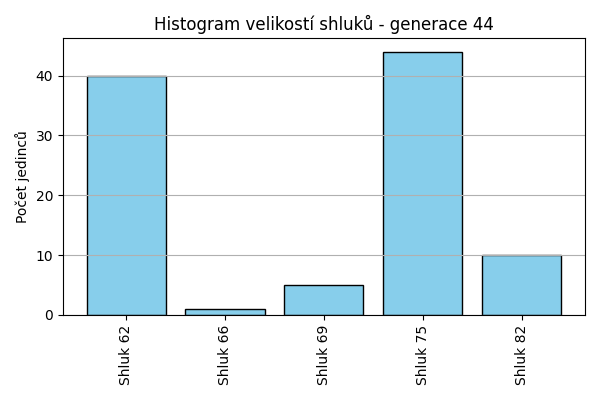 Histogram velikostí shluků - generace 44
Počet jedinců
40
30
20
10
0
Shluk 62
Shluk 66
Shluk 69
Shluk 75
Shluk 82